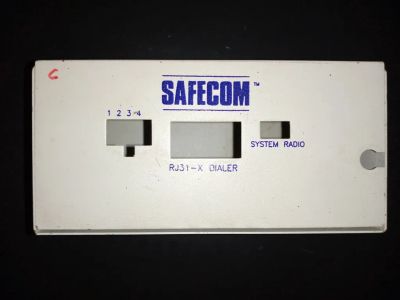 C
SAFECOM™
1 2 3 4
SYSTEM RADIO
RJ31-X DIALER